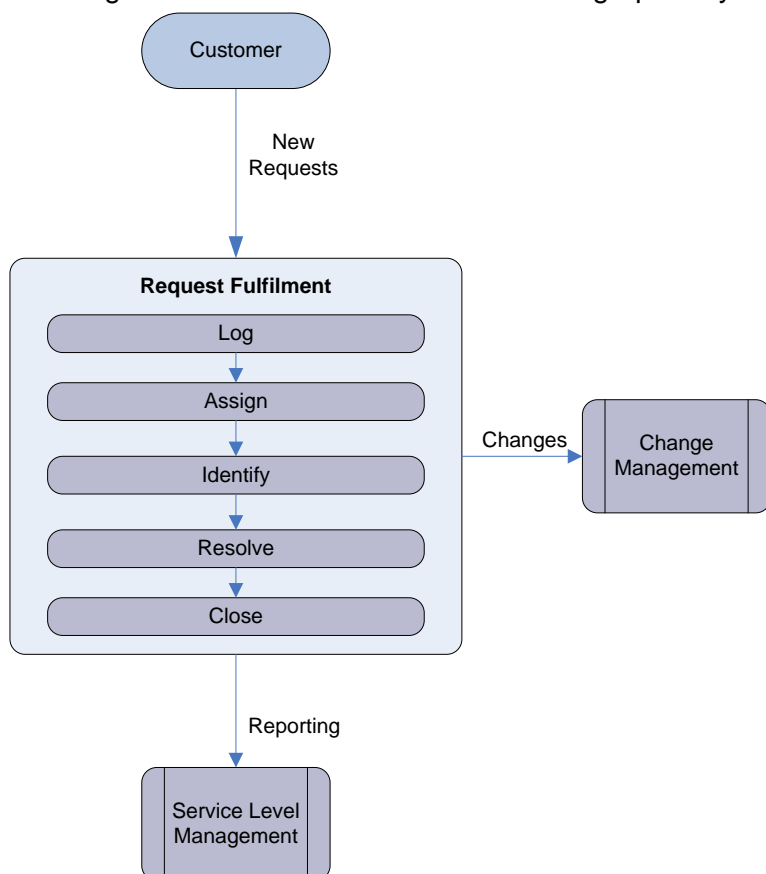 Customer
New
Requests
Request Fulfilment
Log
Assign
Identify
Resolve
Close
Changes
Change
Management
Reporting
Service Level
Management